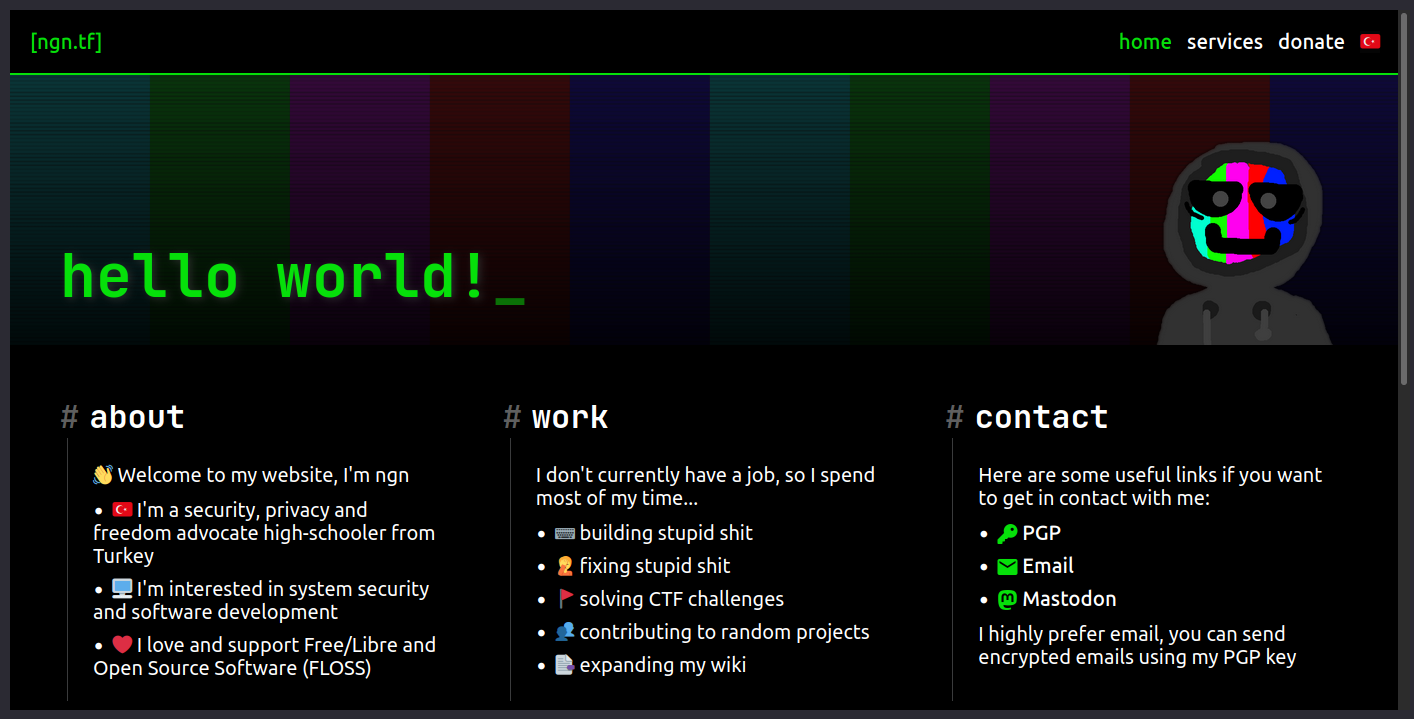 [ngn.tf]
home services donate 🇹🇷
hello world!_
# about
👋 Welcome to my website, I'm ngn
• 🇹🇷 I'm a security, privacy and
freedom advocate high-schooler from
Turkey
• 🖥️ I'm interested in system security
and software development
• ❤️ I love and support Free/Libre and
Open Source Software (FLOSS)
# work
I don't currently have a job, so I spend
most of my time...
• ⌨️ building stupid shit
• 🤦 fixing stupid shit
• 🚩 solving CTF challenges
• 👥 contributing to random projects
• 📑 expanding my wiki
# contact
Here are some useful links if you want
to get in contact with me:
• PGP
• Email
• Mastodon
I highly prefer email, you can send
encrypted emails using my PGP key